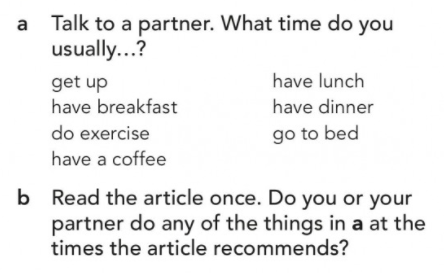 a Talk to a partner. What time do you
usually...?
get up
have breakfast
do exercise
have a coffee
have lunch
have dinner
go to bed
b Read the article once. Do you or your
partner do any of the things in a at the
times the article recommends?